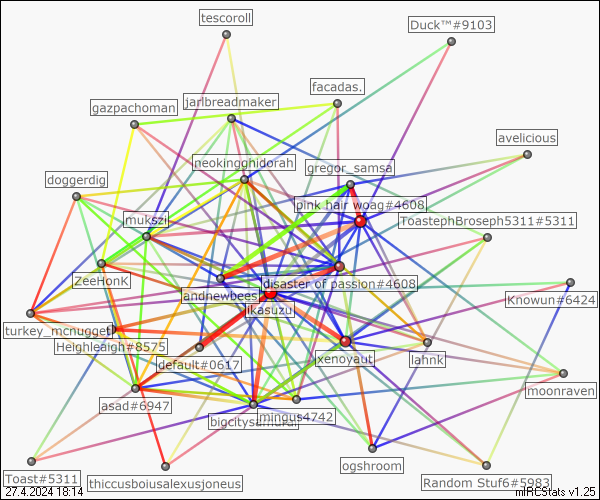 tescoroll
Duck™#9103
facadas.
jarlbreadmaker
gazpachoman
avelicious
neokingghidorah
gregor_samsa
doggerdig
pink hair woag#4608
mukszi
ToastephBroseph5311#5311
ZeeHonK
disaster of passion#4608
andnewbees
Knowun#6424
likasuzu
turkey_mcnugget
Heighleaigh#8575
default#0617
xenoyaut
lahnk
moonraven
asad#6947
bigcitysamurai
mingus4742
ogshroom
Toast#5311
thiccusboiusalexusjoneus
Random Stuf6#5983
27.4.2024 18:14
mIRCStats v1.25